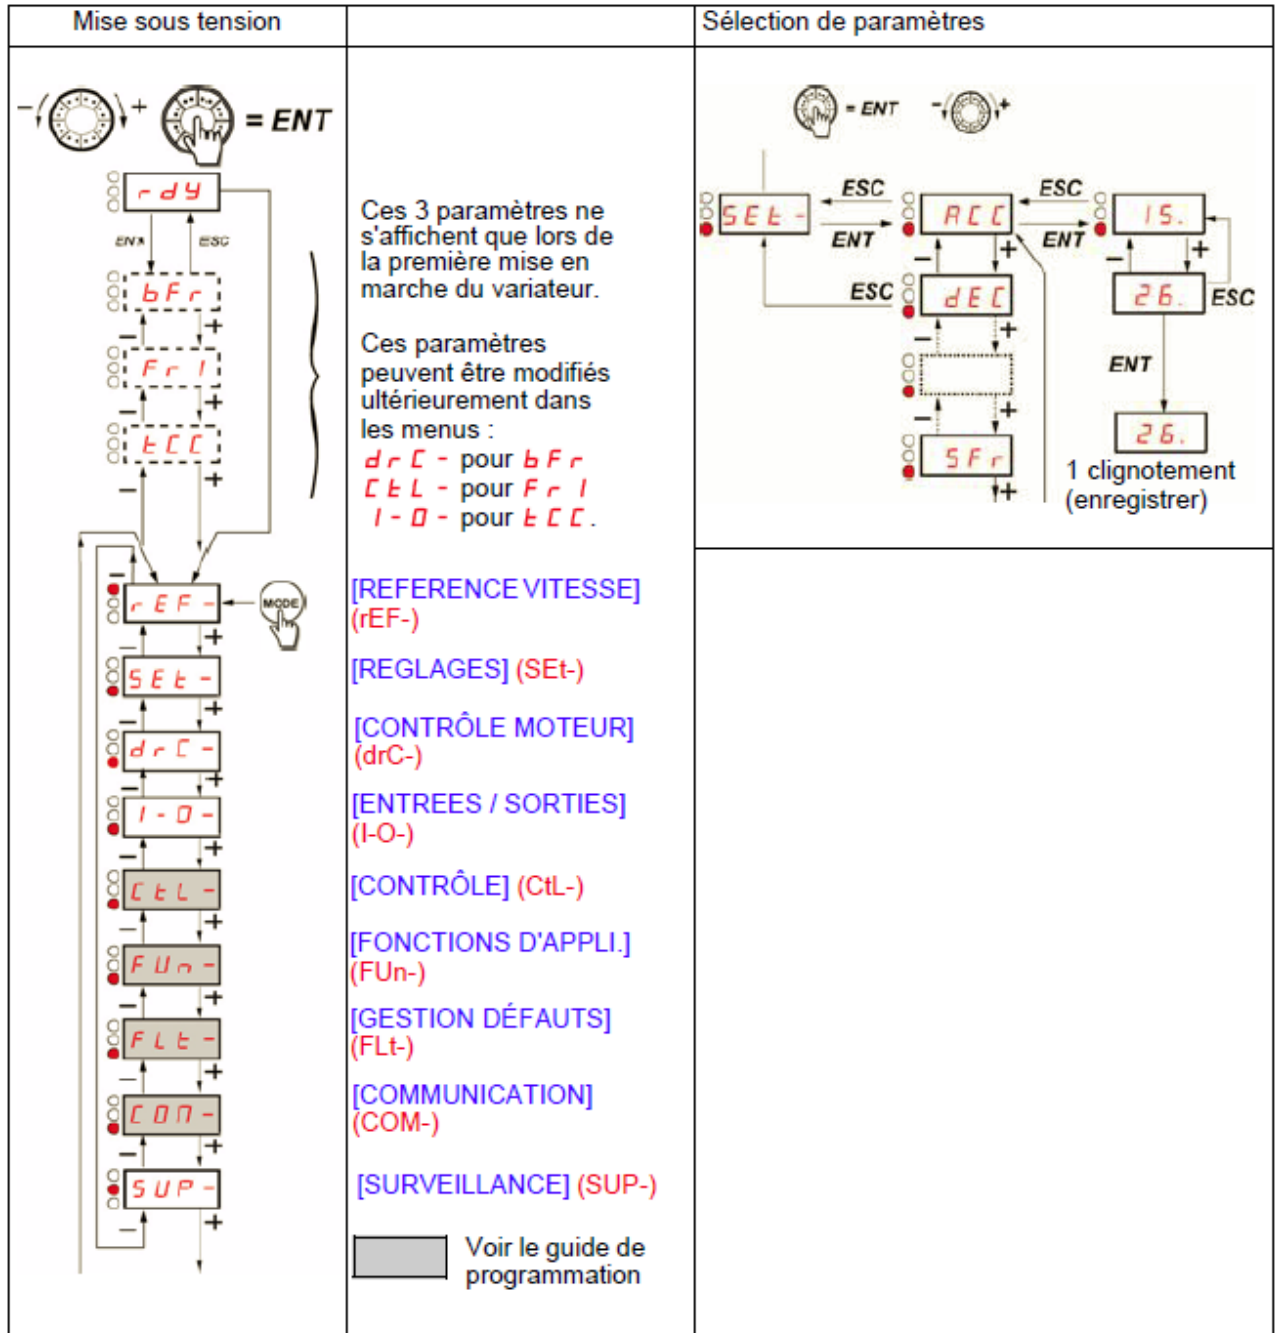 Mise sous tension
Sélection de paramètres
- + = ENT
rdY
ENT ESC
bFr
- +
Fr1
- +
tCC
- +
Ces 3 paramètres ne
s'affichent que lors de
la première mise en
marche du variateur.
Ces paramètres
peuvent être modifiés
ultérieurement dans
les menus :
drC- pour bFr
CtL- pour Fr1
I-O- pour tCC.
-
rEF-
MODE
- +
SEt-
- +
drC-
- +
I-O-
- +
CtL-
- +
FUn-
- +
FLt-
- +
COM-
- +
SUP-
- +
[REFERENCE VITESSE]
(rEF-)
[REGLAGES] (SEt-)
[CONTRÔLE MOTEUR]
(drC-)
[ENTREES / SORTIES]
(I-O-)
[CONTRÔLE] (CtL-)
[FONCTIONS D'APPLI.]
(FUn-)
[GESTION DÉFAUTS]
(FLt-)
[COMMUNICATION]
(COM-)
[SURVEILLANCE] (SUP-)
Voir le guide de
programmation
= ENT - +
ESC ESC
SEt- ACC 15.
ENT ENT
- + - +
ESC dEC 26. ESC
- +
ENT
- +
SFr 26.
+
1 clignotement
(enregistrer)